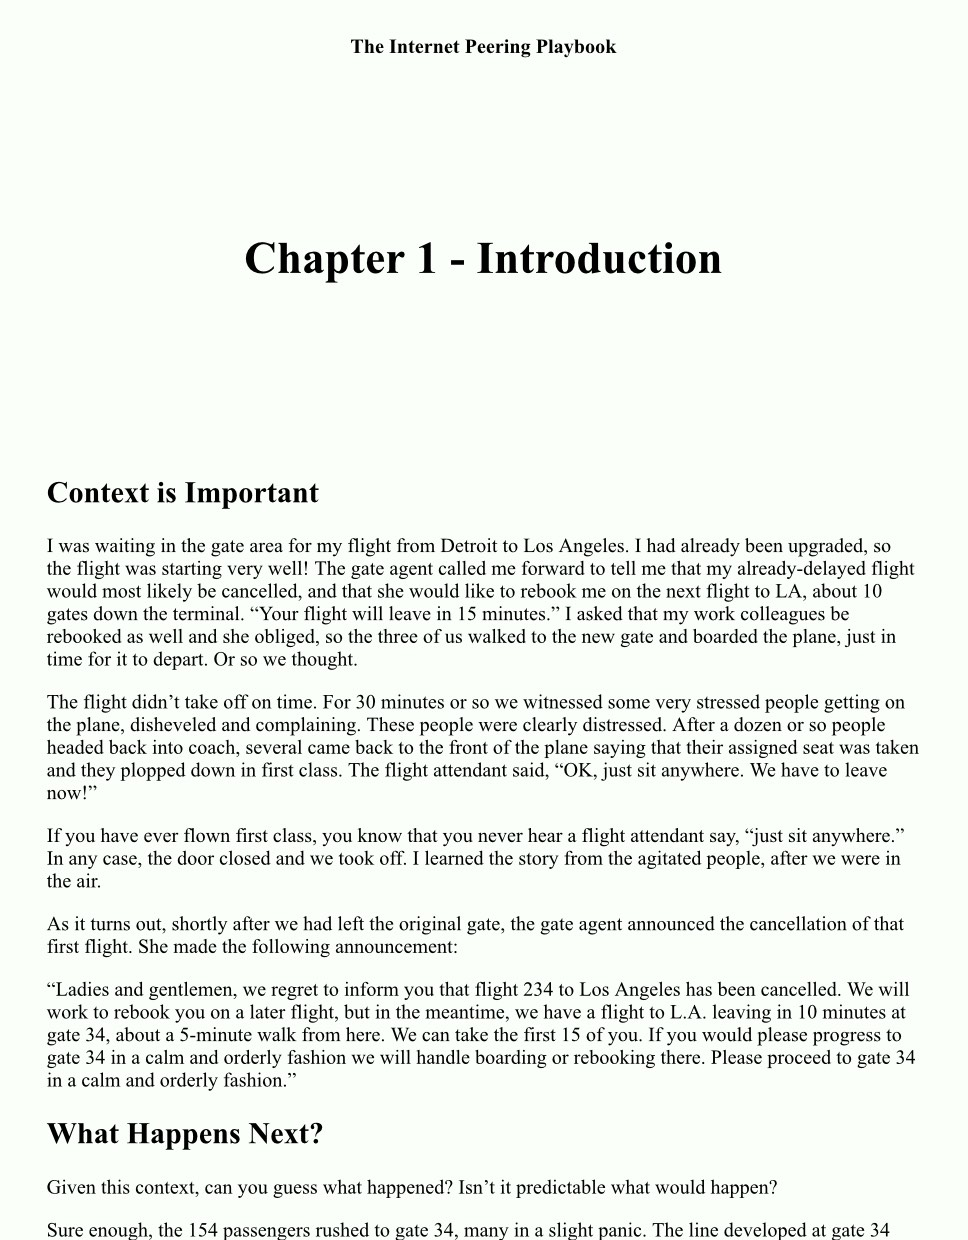 The Internet Peering Playbook
Chapter 1 - Introduction
Context is Important
I was waiting in the gate area for my flight from Detroit to Los Angeles. I had already been upgraded, so
the flight was starting very well! The gate agent called me forward to tell me that my already-delayed flight
would most likely be cancelled, and that she would like to rebook me on the next flight to LA, about 10
gates down the terminal. “Your flight will leave in 15 minutes.” I asked that my work colleagues be
rebooked as well and she obliged, so the three of us walked to the new gate and boarded the plane, just in
time for it to depart. Or so we thought.
The flight didn’t take off on time. For 30 minutes or so we witnessed some very stressed people getting on
the plane, disheveled and complaining. These people were clearly distressed. After a dozen or so people
headed back into coach, several came back to the front of the plane saying that their assigned seat was taken
and they plopped down in first class. The flight attendant said, “OK, just sit anywhere. We have to leave
now!”
If you have ever flown first class, you know that you never hear a flight attendant say, “just sit anywhere.”
In any case, the door closed and we took off. I learned the story from the agitated people, after we were in
the air.
As it turns out, shortly after we had left the original gate, the gate agent announced the cancellation of that
first flight. She made the following announcement:
“Ladies and gentlemen, we regret to inform you that flight 234 to Los Angeles has been cancelled. We will
work to rebook you on a later flight, but in the meantime, we have a flight to L.A. leaving in 10 minutes at
gate 34, about a 5-minute walk from here. We can take the first 15 of you. If you would please progress to
gate 34 in a calm and orderly fashion we will handle boarding or rebooking there. Please proceed to gate 34
in a calm and orderly fashion.”
What Happens Next?
Given this context, can you guess what happened? Isn’t it predictable what would happen?
Sure enough, the 154 passengers rushed to gate 34, many in a slight panic. The line developed at gate 34